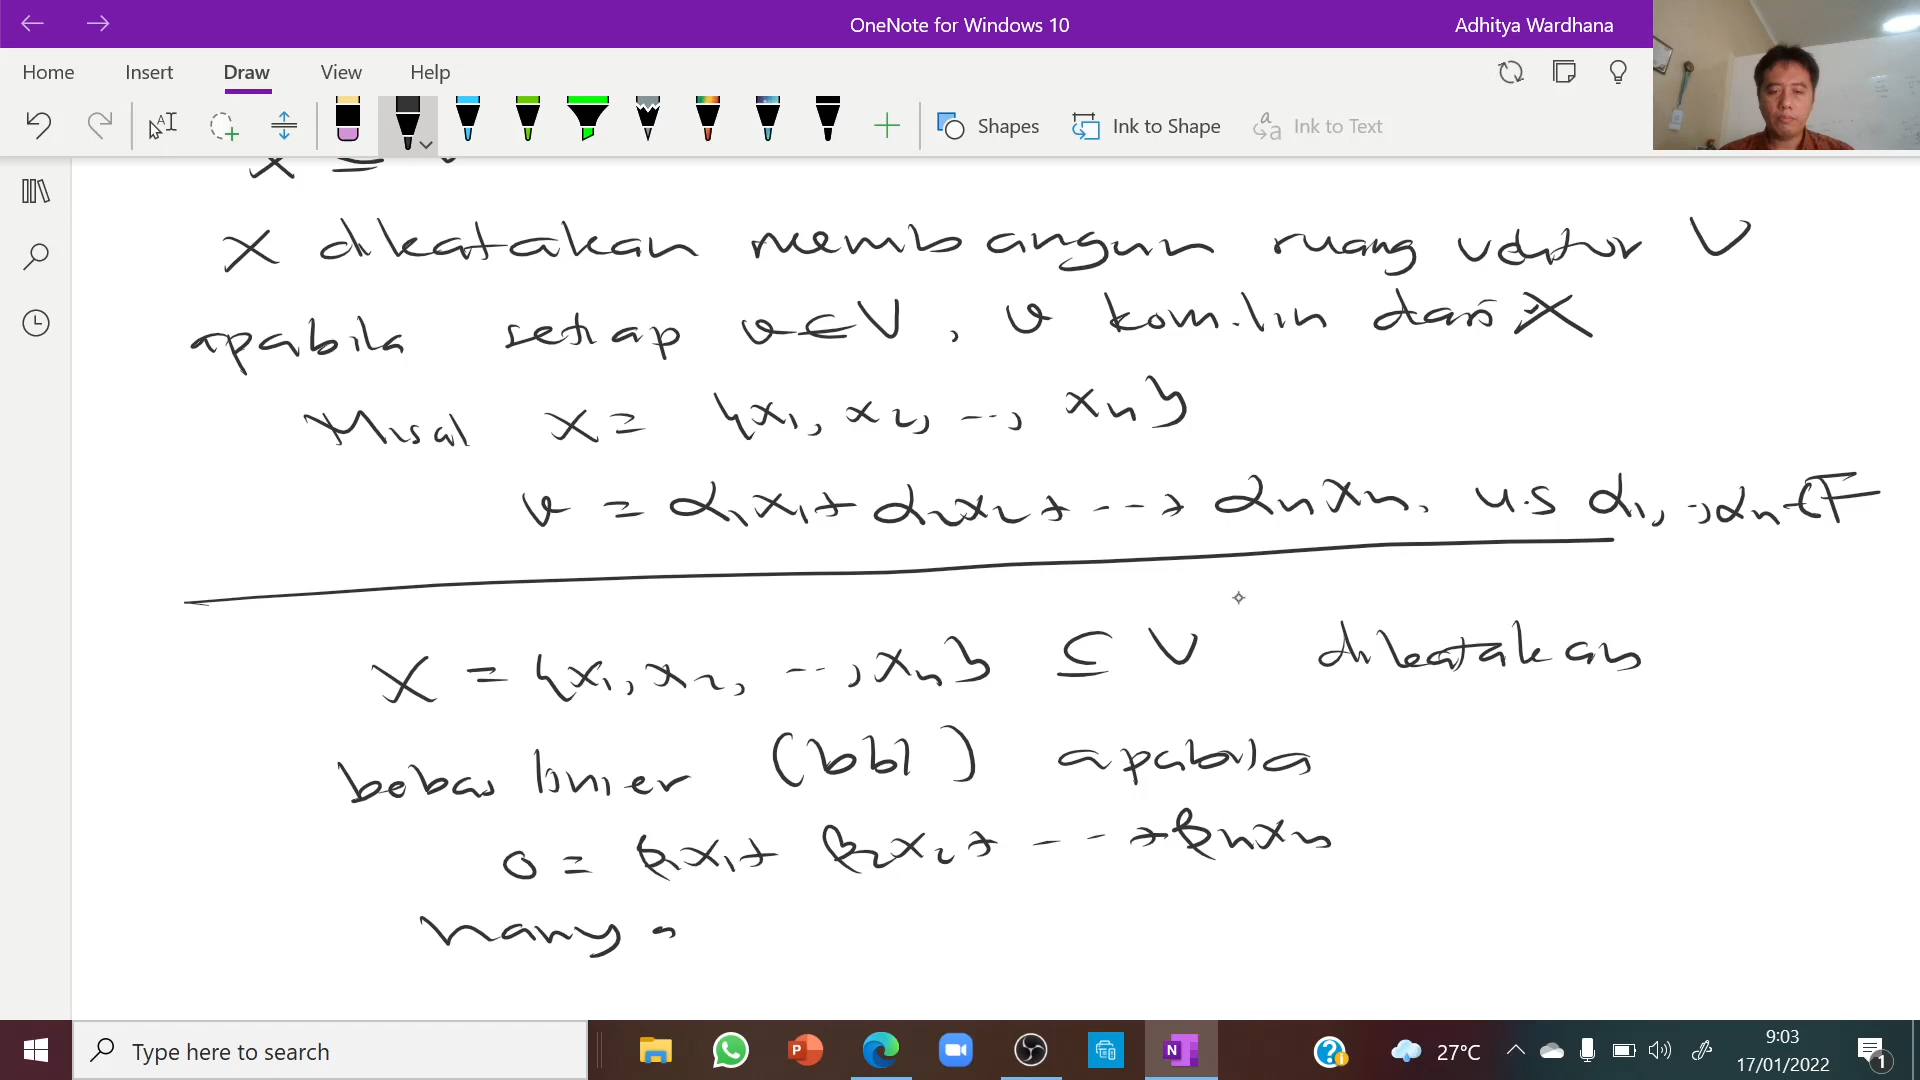 OneNote for Windows 10
Adhitya Wardhana
Home Insert Draw View Help
Shapes Ink to Shape Ink to Text
X ⊆ V
X dikatakan membangun ruang vektor V
apabila setiap v∈V, v kom.lin dari X
Misal X = {x₁, x₂, ..., xₙ}
v = α₁x₁ + α₂x₂ + ... + αₙxₙ, u.s α₁, ..., αₙ ∈ F
X = {x₁, x₂, ..., xₙ} ⊆ V dikatakan
bebas linier (bbl) apabila
0 = β₁x₁ + β₂x₂ + ... + βₙxₙ
hanya
Type here to search
27°C
9:03
17/01/2022
1